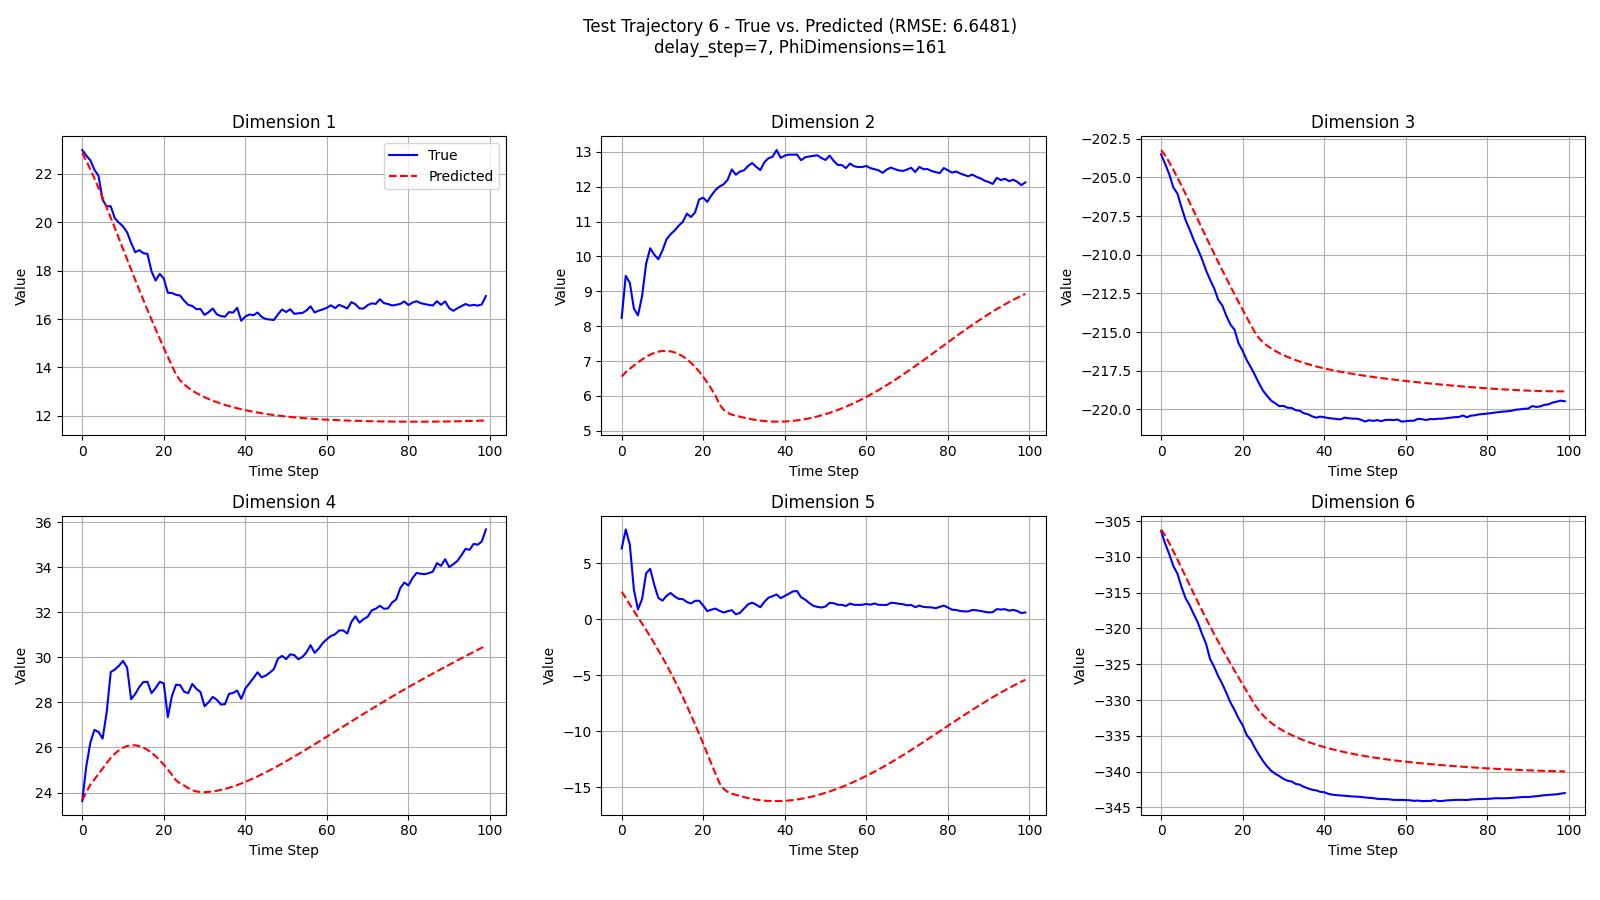 Test Trajectory 6 - True vs. Predicted (RMSE: 6.6481)
delay_step=7, PhiDimensions=161
Dimension 1
True
Predicted
Value
22
20
18
16
14
12
0 20 40 60 80 100
Time Step
Dimension 2
Value
13
12
11
10
9
8
7
6
5
0 20 40 60 80 100
Time Step
Dimension 3
Value
−202.5
−205.0
−207.5
−210.0
−212.5
−215.0
−217.5
−220.0
0 20 40 60 80 100
Time Step
Dimension 4
Value
36
34
32
30
28
26
24
0 20 40 60 80 100
Time Step
Dimension 5
Value
5
0
−5
−10
−15
0 20 40 60 80 100
Time Step
Dimension 6
Value
−305
−310
−315
−320
−325
−330
−335
−340
−345
0 20 40 60 80 100
Time Step